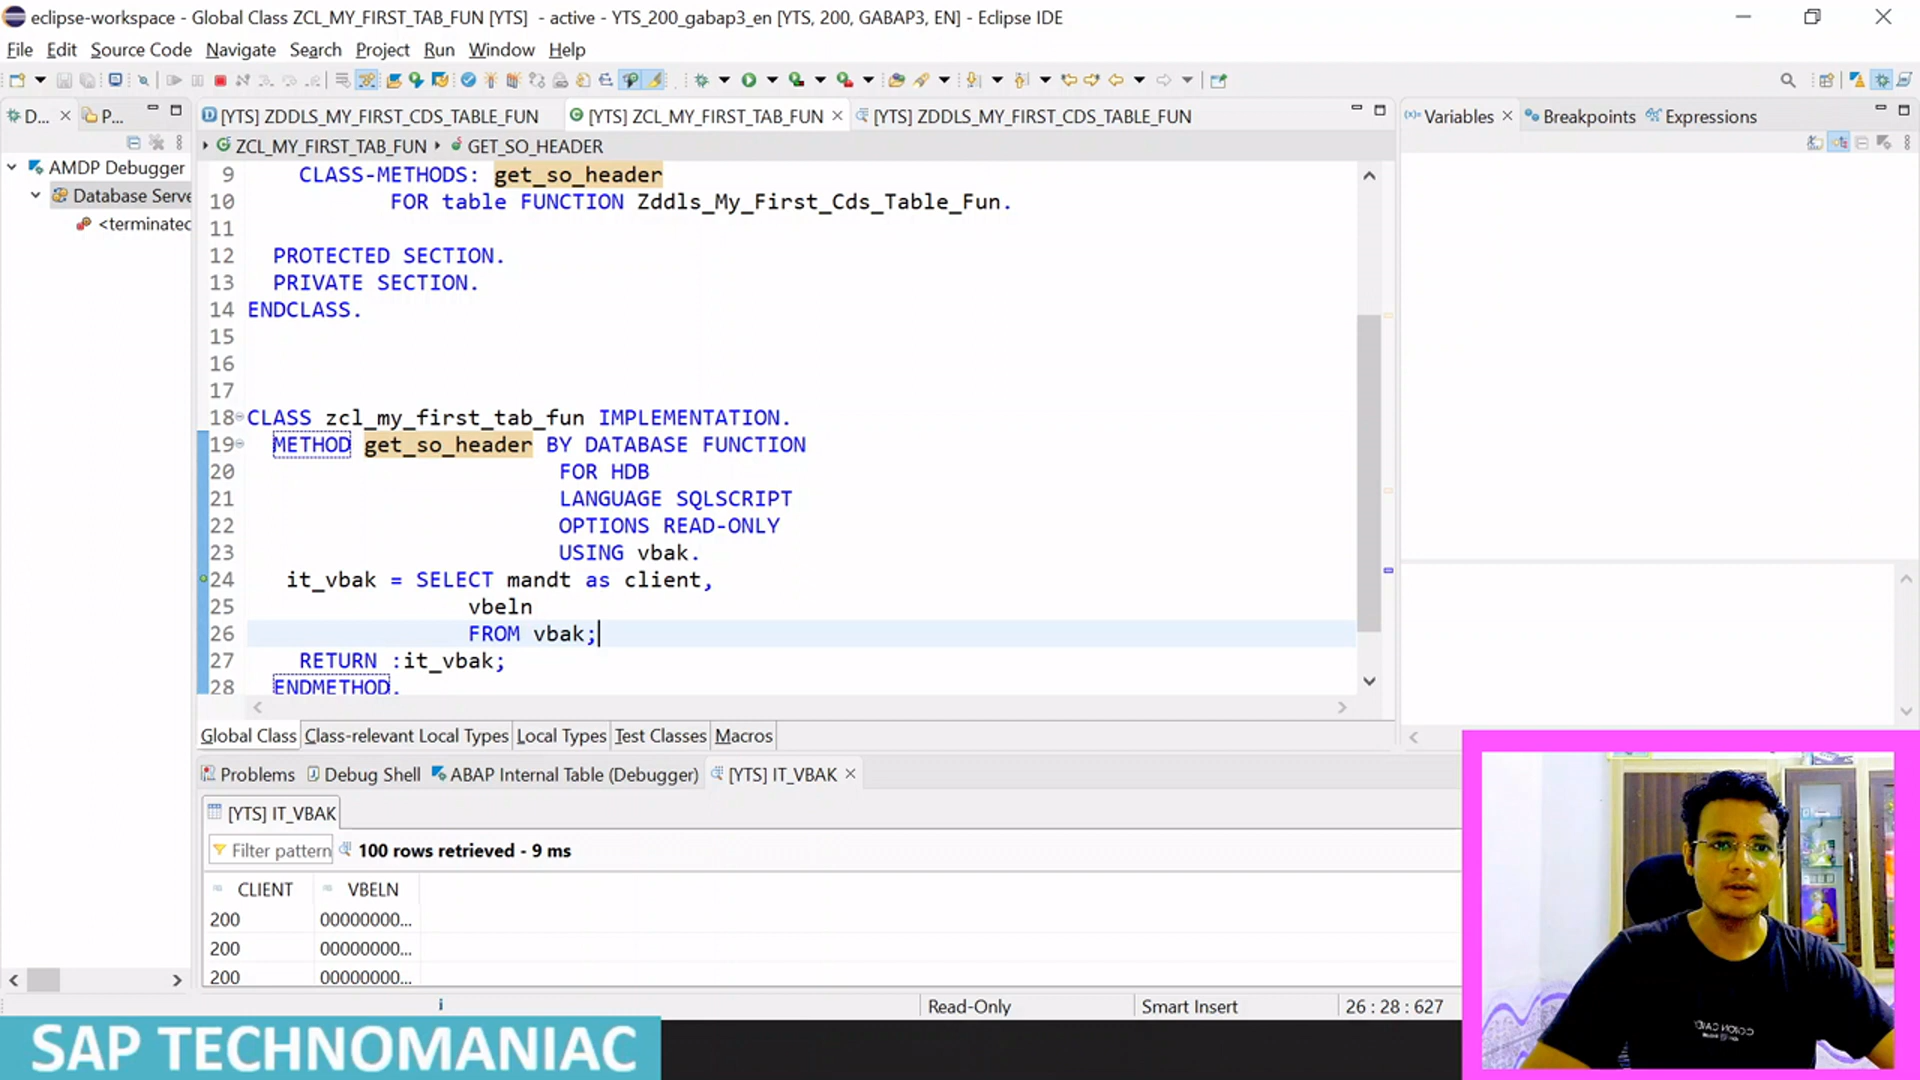 eclipse-workspace - Global Class ZCL_MY_FIRST_TAB_FUN [YTS] - active - YTS_200_gabap3_en [YTS, 200, GABAP3, EN] - Eclipse IDE
File Edit Source Code Navigate Search Project Run Window Help
D... P... [YTS] ZDDLS_MY_FIRST_CDS_TABLE_FUN [YTS] ZCL_MY_FIRST_TAB_FUN [YTS] ZDDLS_MY_FIRST_CDS_TABLE_FUN Variables Breakpoints Expressions
ZCL_MY_FIRST_TAB_FUN GET_SO_HEADER
AMDP Debugger
Database Serve
<terminated
9 CLASS-METHODS: get_so_header
10 FOR table FUNCTION Zddls_My_First_Cds_Table_Fun.
11
12 PROTECTED SECTION.
13 PRIVATE SECTION.
14 ENDCLASS.
15
16
17
18 CLASS zcl_my_first_tab_fun IMPLEMENTATION.
19 METHOD get_so_header BY DATABASE FUNCTION
20 FOR HDB
21 LANGUAGE SQLSCRIPT
22 OPTIONS READ-ONLY
23 USING vbak.
24 it_vbak = SELECT mandt as client,
25 vbeln
26 FROM vbak;
27 RETURN :it_vbak;
28 ENDMETHOD.
Global Class Class-relevant Local Types Local Types Test Classes Macros
Problems Debug Shell ABAP Internal Table (Debugger) [YTS] IT_VBAK
[YTS] IT_VBAK
Filter pattern 100 rows retrieved - 9 ms
CLIENT VBELN
200 00000000...
200 00000000...
200 00000000...
Read-Only Smart Insert 26 : 28 : 627
SAP TECHNOMANIAC